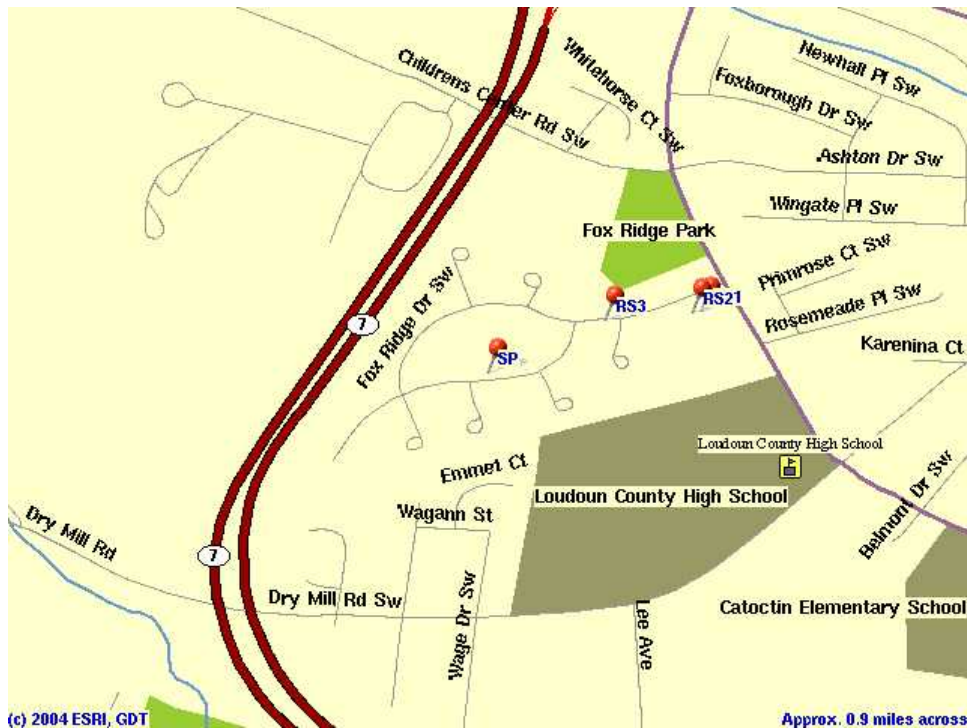 Childrens Center Rd Sw
Whitehorse Ct Sw
Newhall Pl Sw
Foxborough Dr Sw
Ashton Dr Sw
Wingate Pl Sw
Fox Ridge Park
Primrose Ct Sw
RS3
RS21
Rosemeade Pl Sw
Fox Ridge Dr Sw
7
Karenina Ct
SP
Loudoun County High School
Emmet Ct
Loudoun County High School
Belmont Dr Sw
Wagann St
Dry Mill Rd
7
Dry Mill Rd Sw
Wage Dr Sw
Lee Ave
Catoctin Elementary School
(c) 2004 ESRI, GDT
Approx. 0.9 miles across